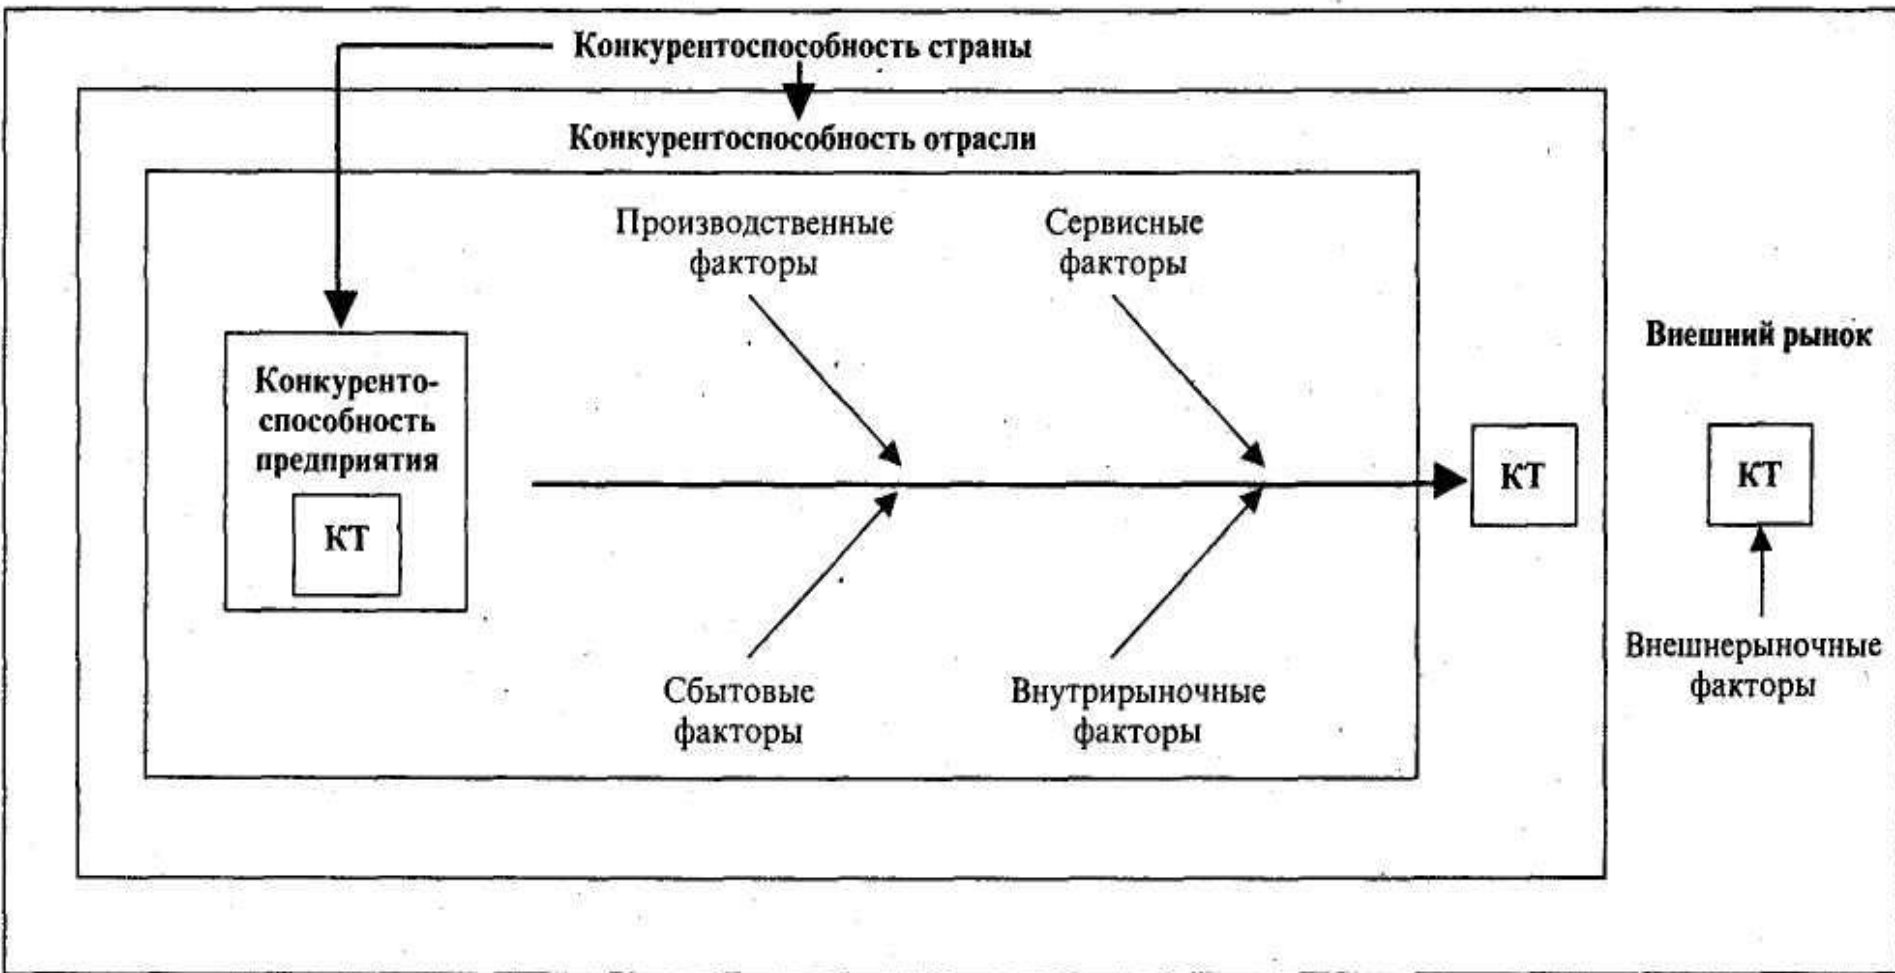 Конкурентоспособность страны
Конкурентоспособность отрасли
Производственные
факторы
Сервисные
факторы
Внешний рынок
Конкуренто-
способность
предприятия
КТ
КТ
КТ
Сбытовые
факторы
Внутрирыночные
факторы
Внешнерыночные
факторы